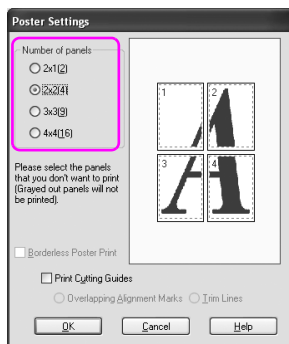 Poster Settings
Number of panels
2x1(2)
2x2(4)
3x3(9)
4x4(16)
1
2
3
4
Please select the panels
that you don't want to print
(Grayed out panels will not
be printed).
Borderless Poster Print
Print Cutting Guides
Overlapping Alignment Marks
Trim Lines
OK
Cancel
Help